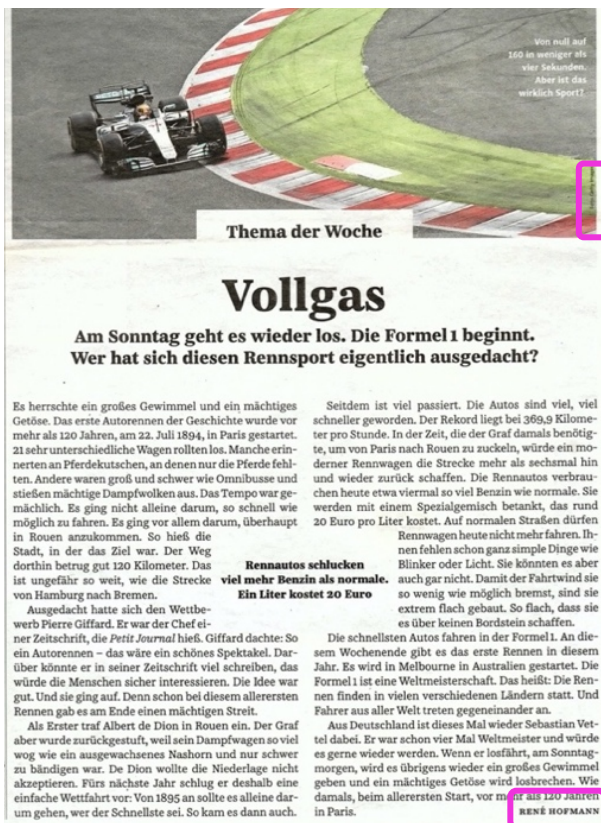 Von null auf
160 in weniger als
vier Sekunden.
Aber ist das
wirklich Sport?
Thema der Woche
Vollgas
Am Sonntag geht es wieder los. Die Formel 1 beginnt.
Wer hat sich diesen Rennsport eigentlich ausgedacht?
Es herrschte ein großes Gewimmel und ein mächtiges
Getöse. Das erste Autorennen der Geschichte wurde vor
mehr als 120 Jahren, am 22. Juli 1894, in Paris gestartet.
21 sehr unterschiedliche Wagen rollten los. Manche erin-
nerten an Pferdekutschen, an denen nur die Pferde fehl-
ten. Andere waren groß und schwer wie Omnibusse und
stießen mächtige Dampfwolken aus. Das Tempo war ge-
mächlich. Es ging nicht alleine darum, so schnell wie
möglich zu fahren. Es ging vor allem darum, überhaupt
in Rouen anzukommen. So hieß die
Stadt, in der das Ziel war. Der Weg
dorthin betrug gut 120 Kilometer. Das
ist ungefähr so weit, wie die Strecke
von Hamburg nach Bremen.
Ausgedacht hatte sich den Wettbe-
werb Pierre Giffard. Er war der Chef ei-
ner Zeitschrift, die Petit Journal hieß. Giffard dachte: So
ein Autorennen – das wäre ein schönes Spektakel. Dar-
über könnte er in seiner Zeitschrift viel schreiben, das
würde die Menschen sicher interessieren. Die Idee war
gut. Und sie ging auf. Denn schon bei diesem allerersten
Rennen gab es am Ende einen mächtigen Streit.
Als Erster traf Albert de Dion in Rouen ein. Der Graf
aber wurde zurückgestuft, weil sein Dampfwagen so viel
wog wie ein ausgewachsenes Nashorn und nur schwer
zu bändigen war. De Dion wollte die Niederlage nicht
akzeptieren. Fürs nächste Jahr schlug er deshalb eine
einfache Wettfahrt vor: Von 1895 an sollte es alleine dar-
um gehen, wer der Schnellste sei. So kam es dann auch.
Rennautos schlucken
viel mehr Benzin als normale.
Ein Liter kostet 20 Euro
Seitdem ist viel passiert. Die Autos sind viel, viel
schneller geworden. Der Rekord liegt bei 369,9 Kilome-
ter pro Stunde. In der Zeit, die der Graf damals benötig-
te, um von Paris nach Rouen zu zuckeln, würde ein mo-
derner Rennwagen die Strecke mehr als sechsmal hin
und wieder zurück schaffen. Die Rennautos verbrau-
chen heute etwa viermal so viel Benzin wie normale. Sie
werden mit einem Spezialgemisch betankt, das rund
20 Euro pro Liter kostet. Auf normalen Straßen dürfen
Rennwagen heute nicht mehr fahren. Ih-
nen fehlen schon ganz simple Dinge wie
Blinker oder Licht. Sie könnten es aber
auch gar nicht. Damit der Fahrtwind sie
so wenig wie möglich bremst, sind sie
extrem flach gebaut. So flach, dass sie
es über keinen Bordstein schaffen.
Die schnellsten Autos fahren in der Formel 1. An die-
sem Wochenende gibt es das erste Rennen in diesem
Jahr. Es wird in Melbourne in Australien gestartet. Die
Formel 1 ist eine Weltmeisterschaft. Das heißt: Die Ren-
nen finden in vielen verschiedenen Ländern statt. Und
Fahrer aus aller Welt treten gegeneinander an.
Aus Deutschland ist dieses Mal wieder Sebastian Vet-
tel dabei. Er war schon vier Mal Weltmeister und würde
es gerne wieder werden. Wenn er losfährt, am Sonntag-
morgen, wird es übrigens wieder ein großes Gewimmel
geben und ein mächtiges Getöse wird losbrechen. Wie
damals, beim allerersten Start, vor mehr als 120 Jahren
in Paris.
RENÉ HOFMANN